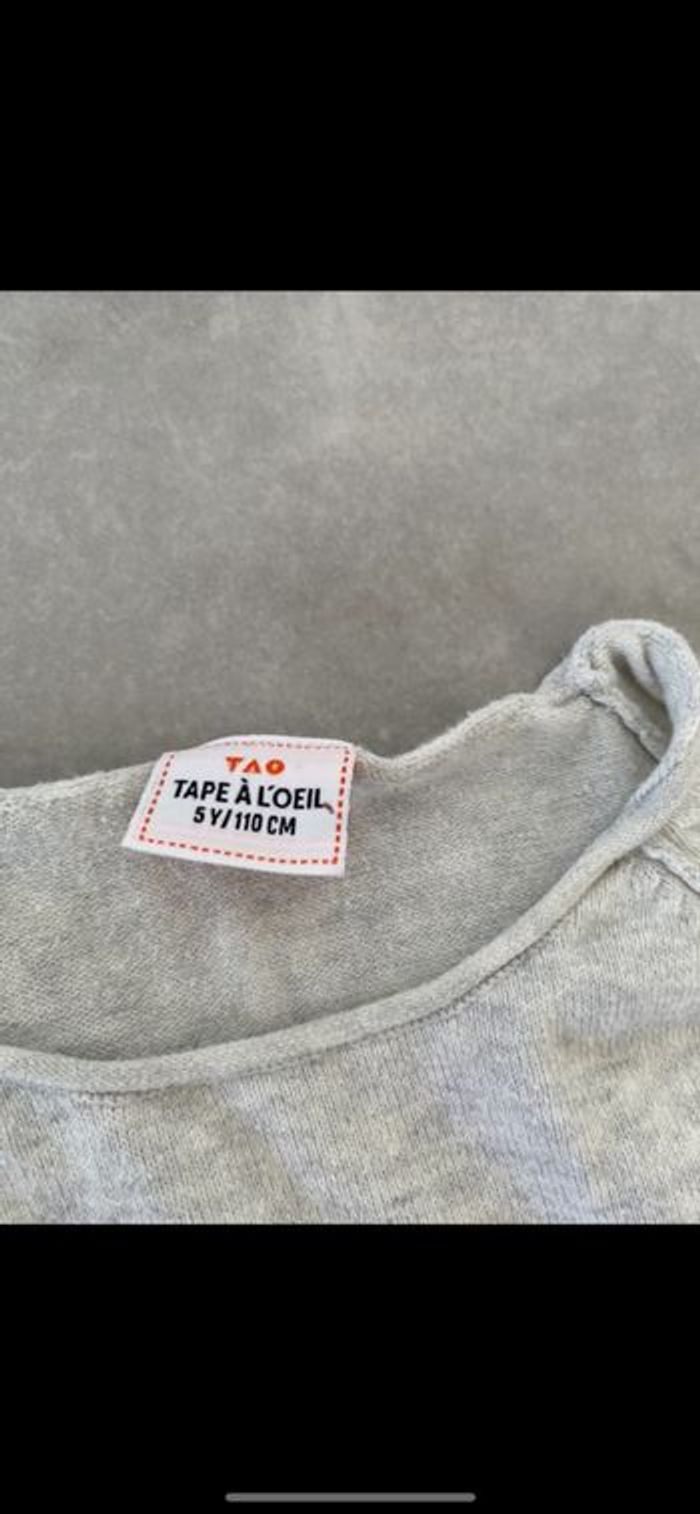 TAO
TAPE À L'OEIL
5 Y/110 CM